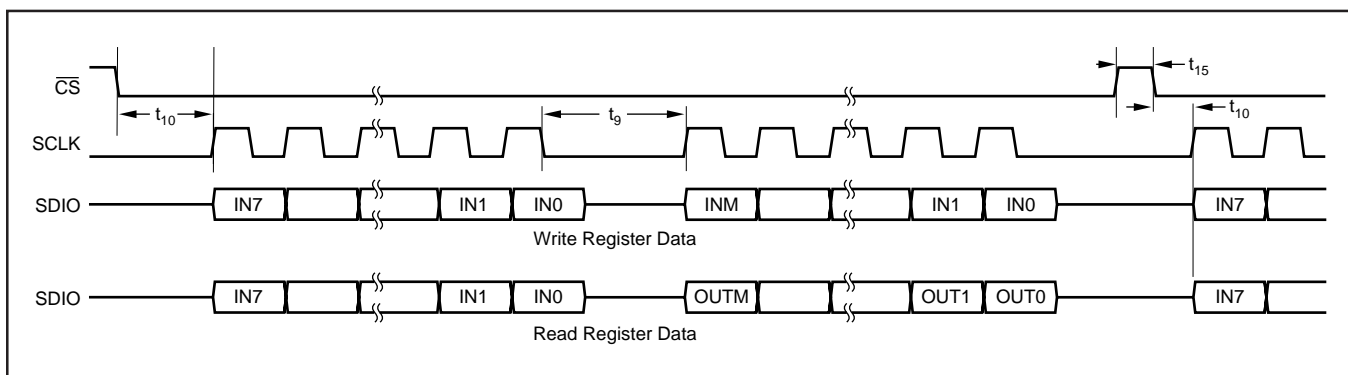 CS t15
t10 t9 t10
SCLK
SDIO IN7 IN1 IN0 INM IN1 IN0 IN7
Write Register Data
SDIO IN7 IN1 IN0 OUTM OUT1 OUT0 IN7
Read Register Data